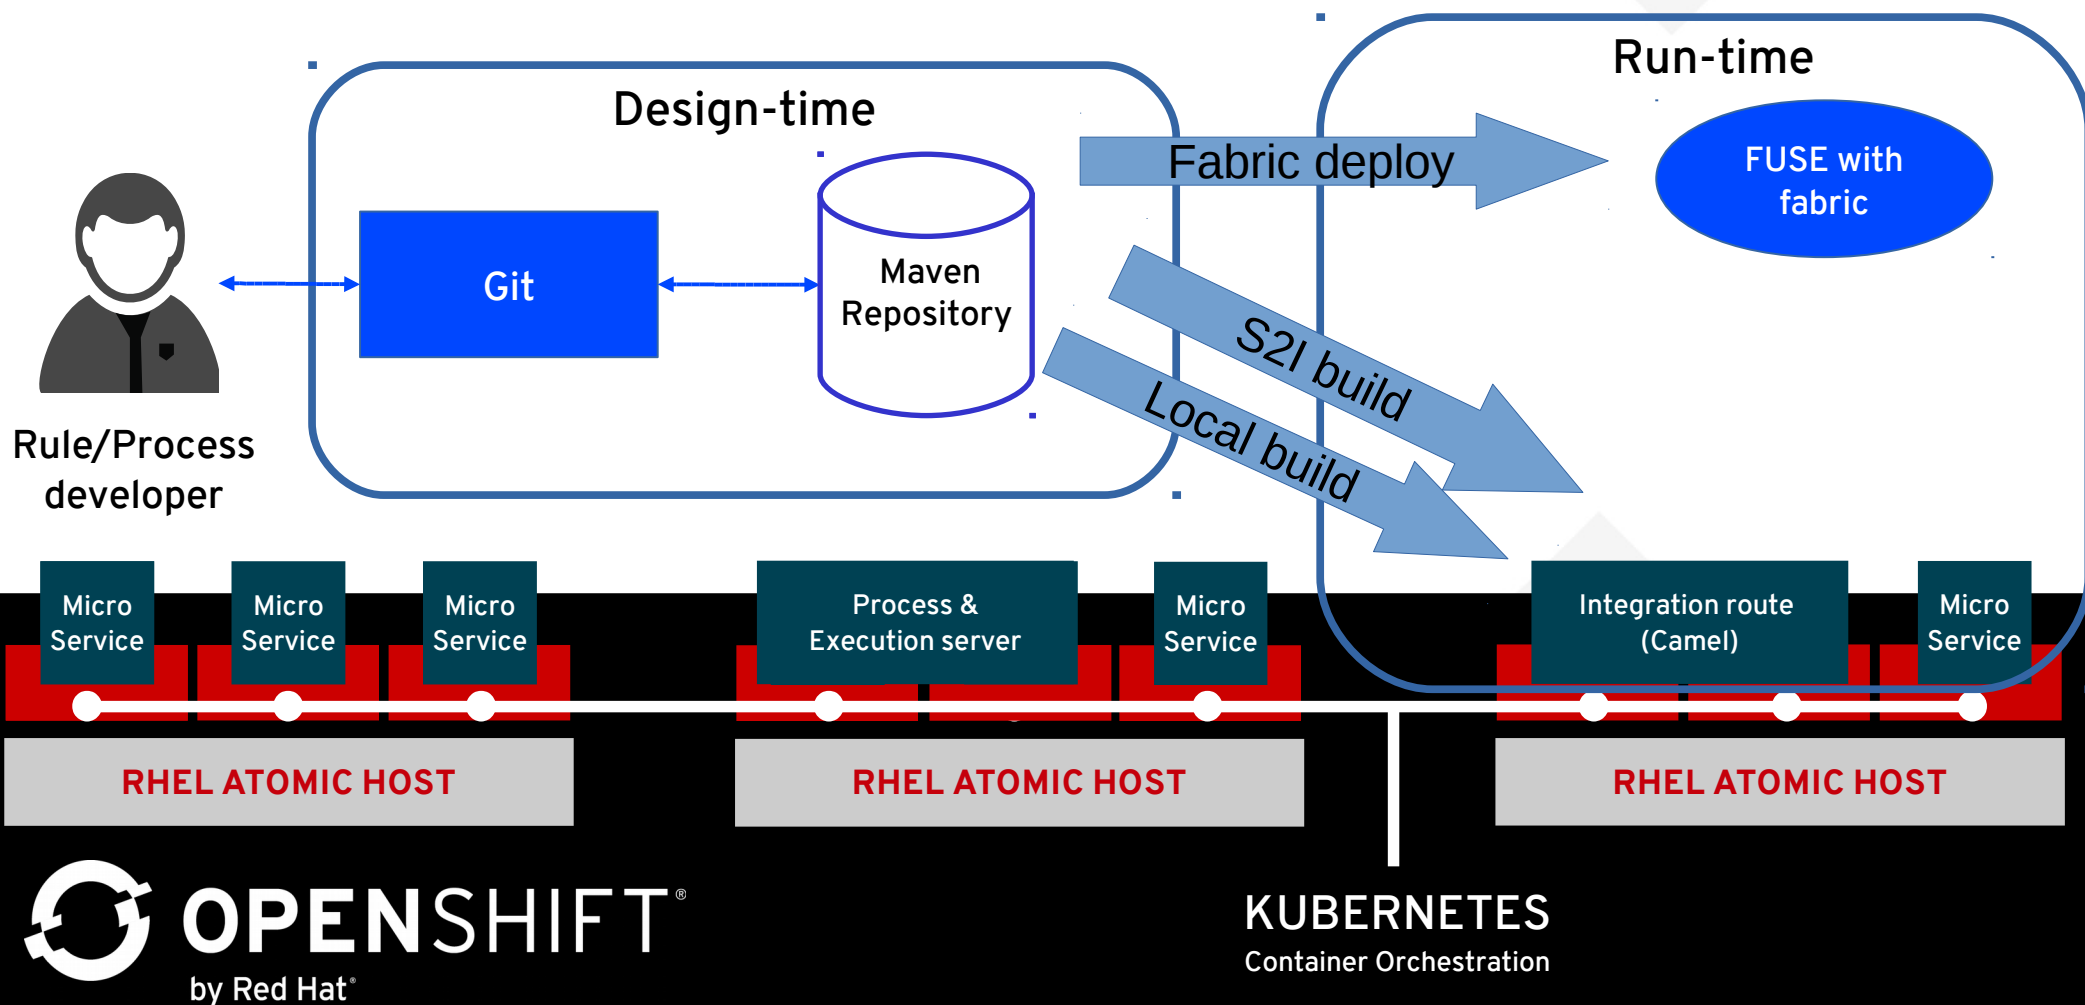 Run-time
Design-time
Fabric deploy
FUSE with
fabric
Git
Maven
Repository
S2I build
Local build
Rule/Process
developer
Micro
Service
Micro
Service
Micro
Service
Process &
Execution server
Micro
Service
Integration route
(Camel)
Micro
Service
RHEL ATOMIC HOST
RHEL ATOMIC HOST
RHEL ATOMIC HOST
OPENSHIFT®
by Red Hat®
KUBERNETES
Container Orchestration